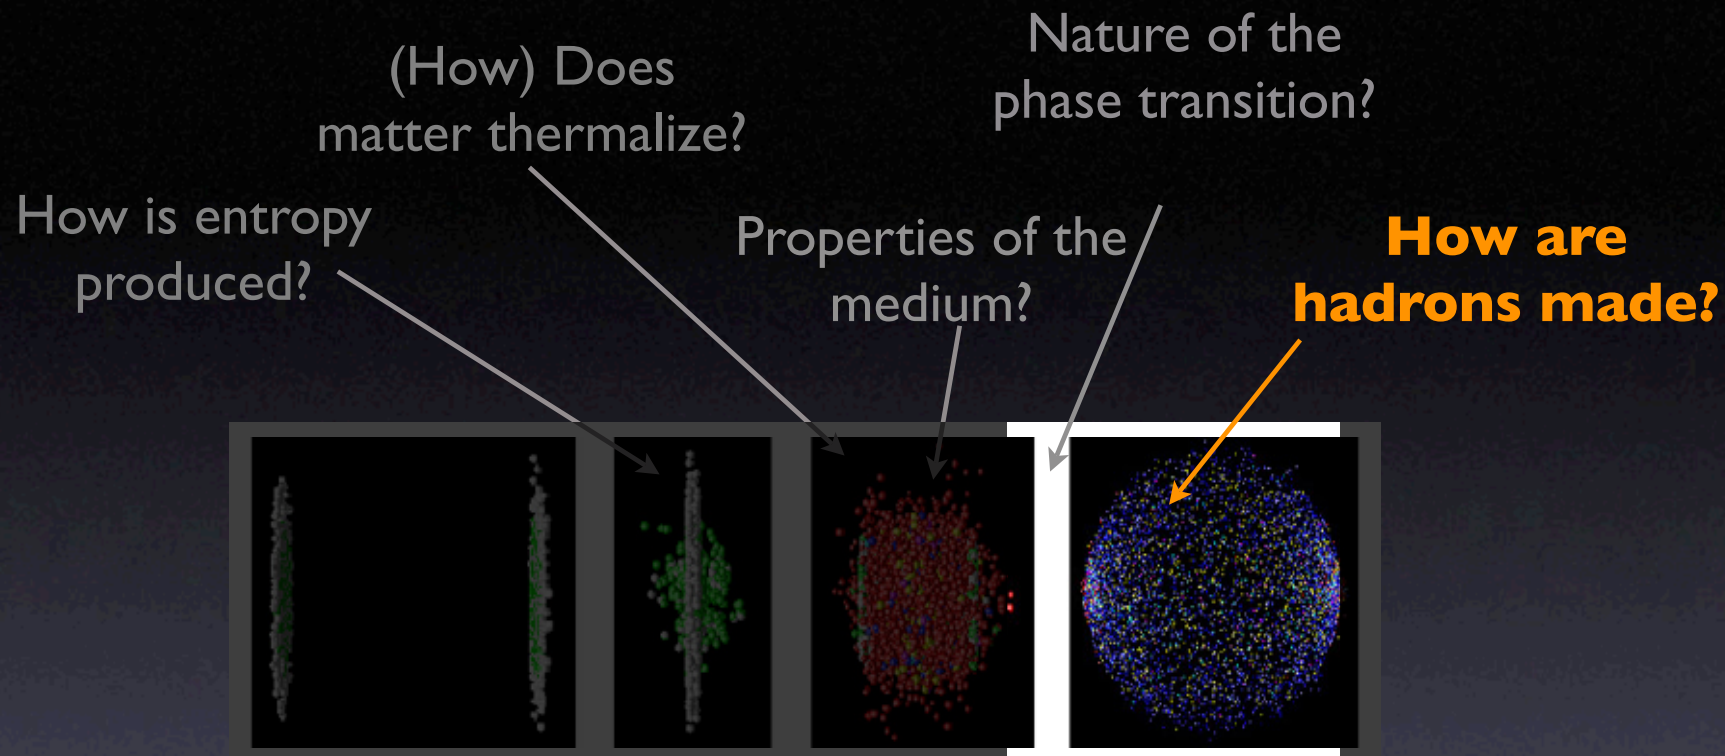 How is entropy
produced?
(How) Does
matter thermalize?
Properties of the
medium?
Nature of the
phase transition?
How are
hadrons made?